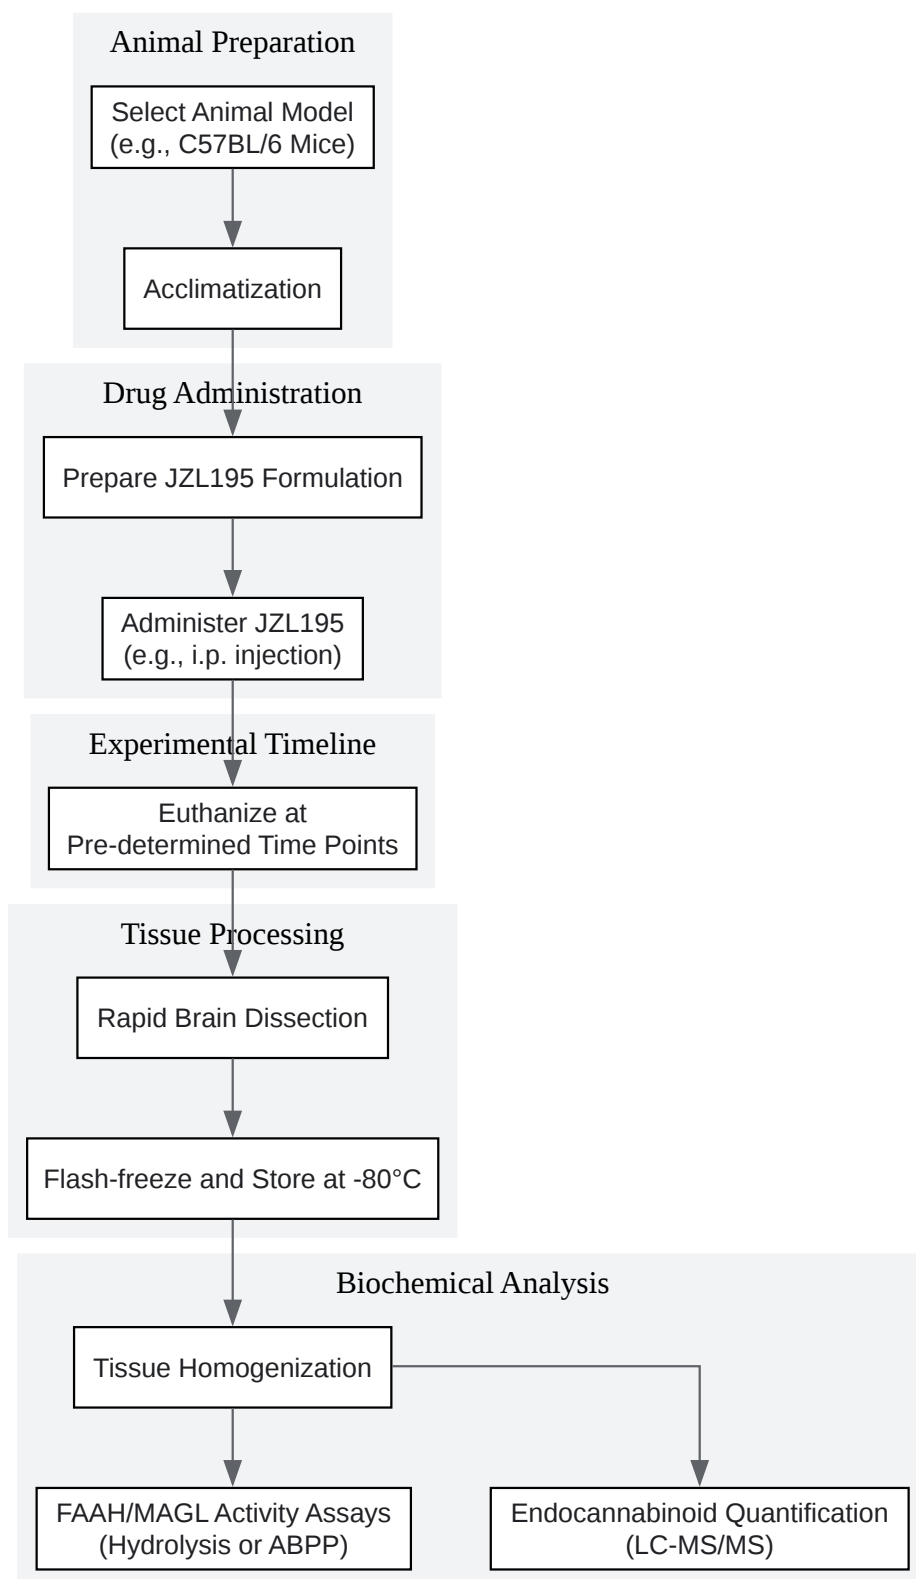 Animal Preparation
Select Animal Model
(e.g., C57BL/6 Mice)
Acclimatization
Drug Administration
Prepare JZL195 Formulation
Administer JZL195
(e.g., i.p. injection)
Experimental Timeline
Euthanize at
Pre-determined Time Points
Tissue Processing
Rapid Brain Dissection
Flash-freeze and Store at -80°C
Biochemical Analysis
Tissue Homogenization
FAAH/MAGL Activity Assays
(Hydrolysis or ABPP)
Endocannabinoid Quantification
(LC-MS/MS)